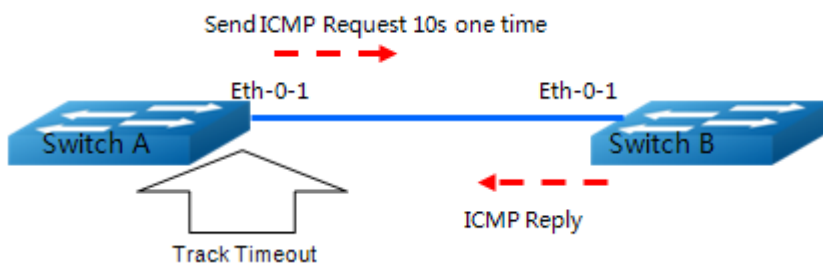 Send ICMP Request 10s one time
Eth-0-1
Eth-0-1
Switch A
Switch B
ICMP Reply
Track Timeout